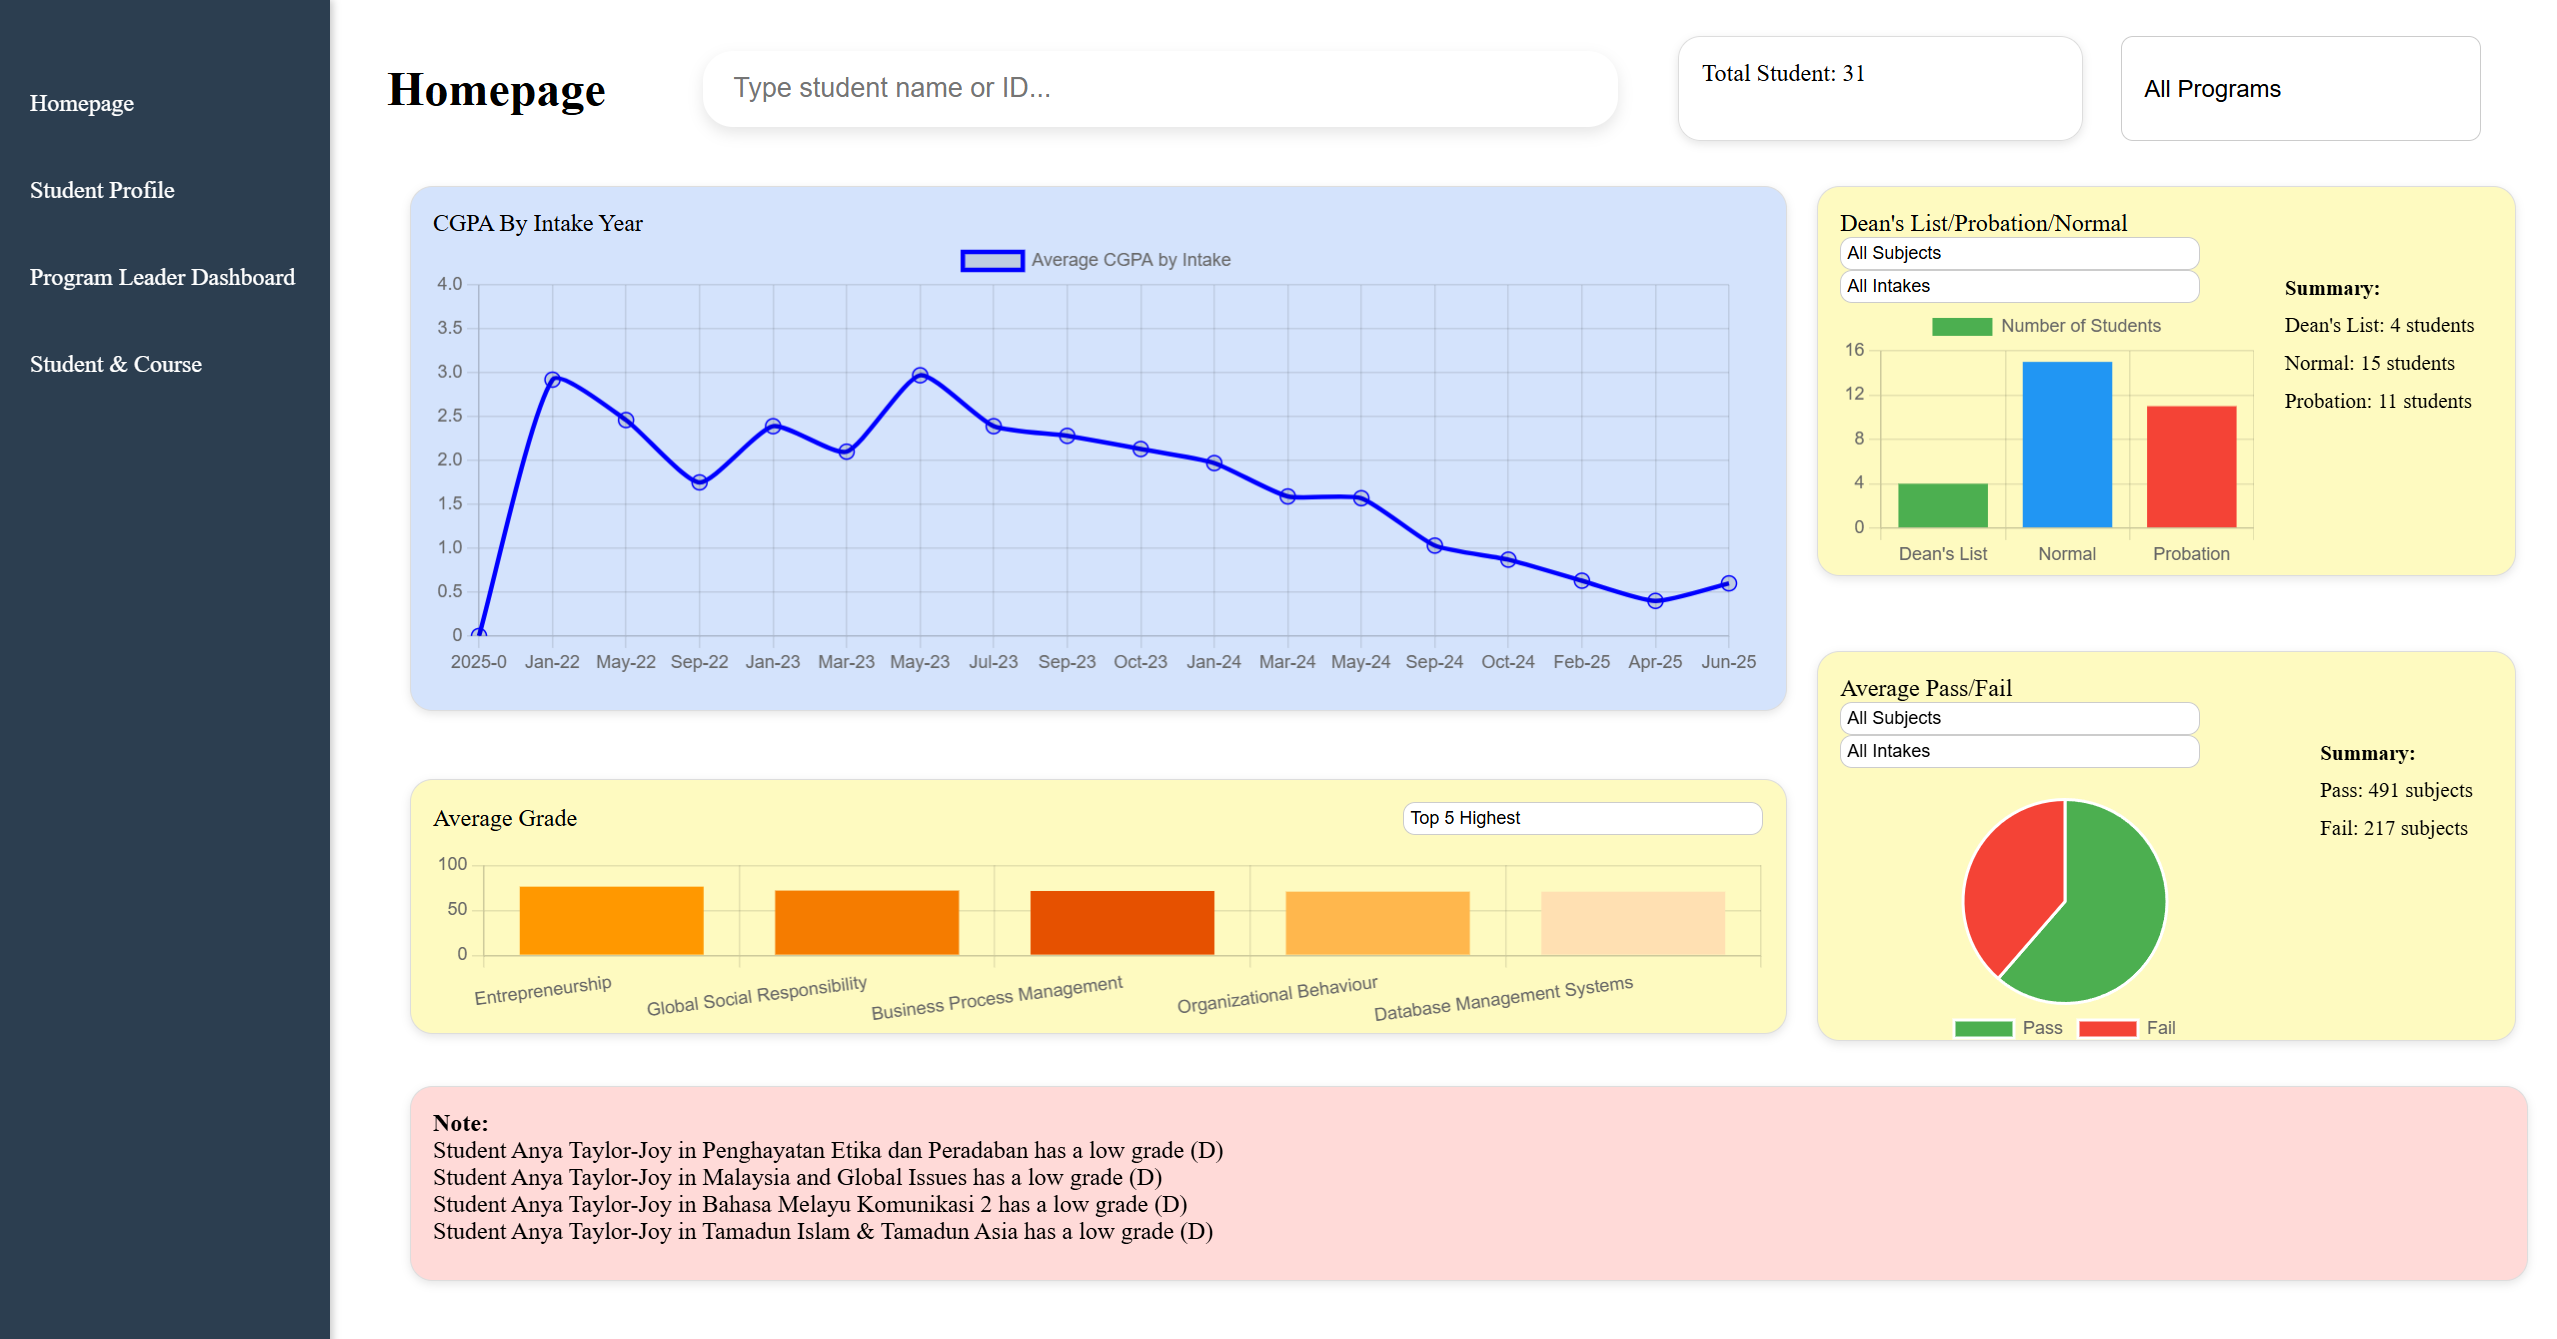 Homepage
Student Profile
Program Leader Dashboard
Student & Course
Homepage
Type student name or ID...
Total Student: 31
All Programs
CGPA By Intake Year
Average CGPA by Intake
4.0
3.5
3.0
2.5
2.0
1.5
1.0
0.5
0
2025-0 Jan-22 May-22 Sep-22 Jan-23 Mar-23 May-23 Jul-23 Sep-23 Oct-23 Jan-24 Mar-24 May-24 Sep-24 Oct-24 Feb-25 Apr-25 Jun-25
Dean's List/Probation/Normal
All Subjects
All Intakes
Number of Students
16
12
8
4
0
Dean's List Normal Probation
Summary:
Dean's List: 4 students
Normal: 15 students
Probation: 11 students
Average Grade
Top 5 Highest
100
50
0
Entrepreneurship
Global Social Responsibility
Business Process Management
Organizational Behaviour
Database Management Systems
Average Pass/Fail
All Subjects
All Intakes
Summary:
Pass: 491 subjects
Fail: 217 subjects
Pass Fail
Note:
Student Anya Taylor-Joy in Penghayatan Etika dan Peradaban has a low grade (D)
Student Anya Taylor-Joy in Malaysia and Global Issues has a low grade (D)
Student Anya Taylor-Joy in Bahasa Melayu Komunikasi 2 has a low grade (D)
Student Anya Taylor-Joy in Tamadun Islam & Tamadun Asia has a low grade (D)